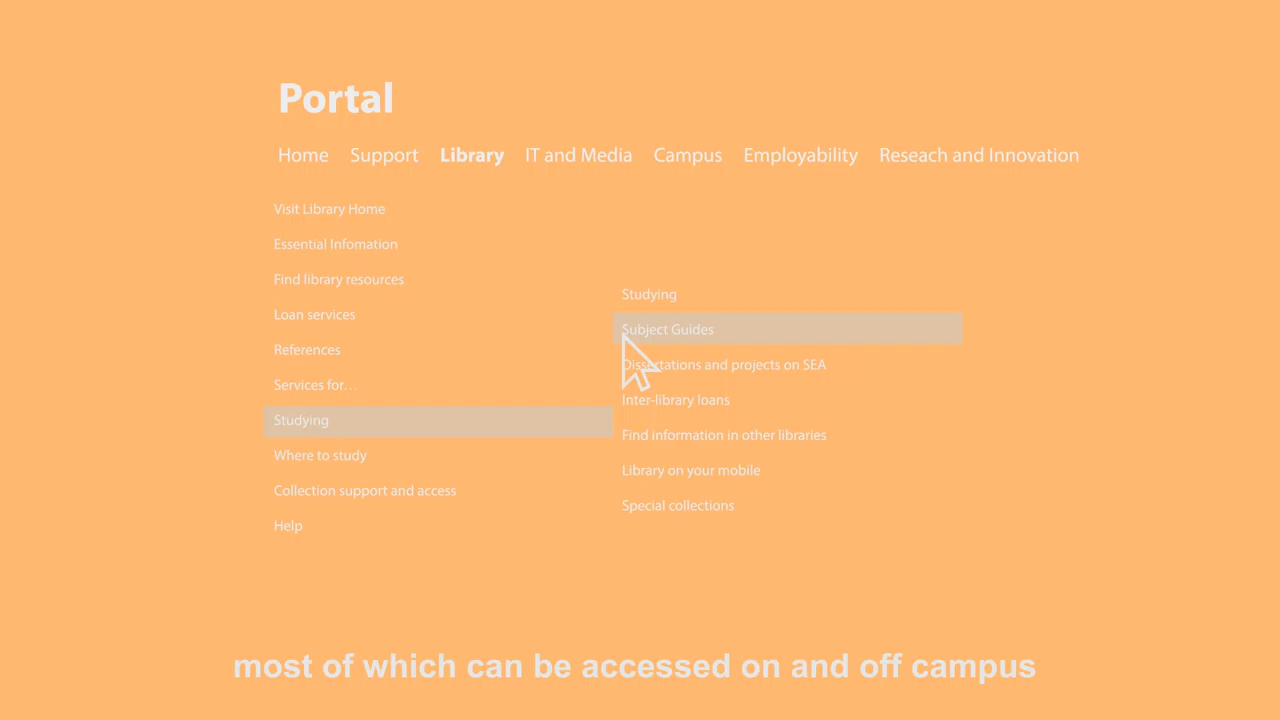 Portal
Home Support Library IT and Media Campus Employability Reseach and Innovation
Visit Library Home
Essential Infomation
Find library resources
Loan services
References
Services for...
Studying
Where to study
Collection support and access
Help
Studying
Subject Guides
Dissertations and projects on SEA
Inter-library loans
Find information in other libraries
Library on your mobile
Special collections
most of which can be accessed on and off campus